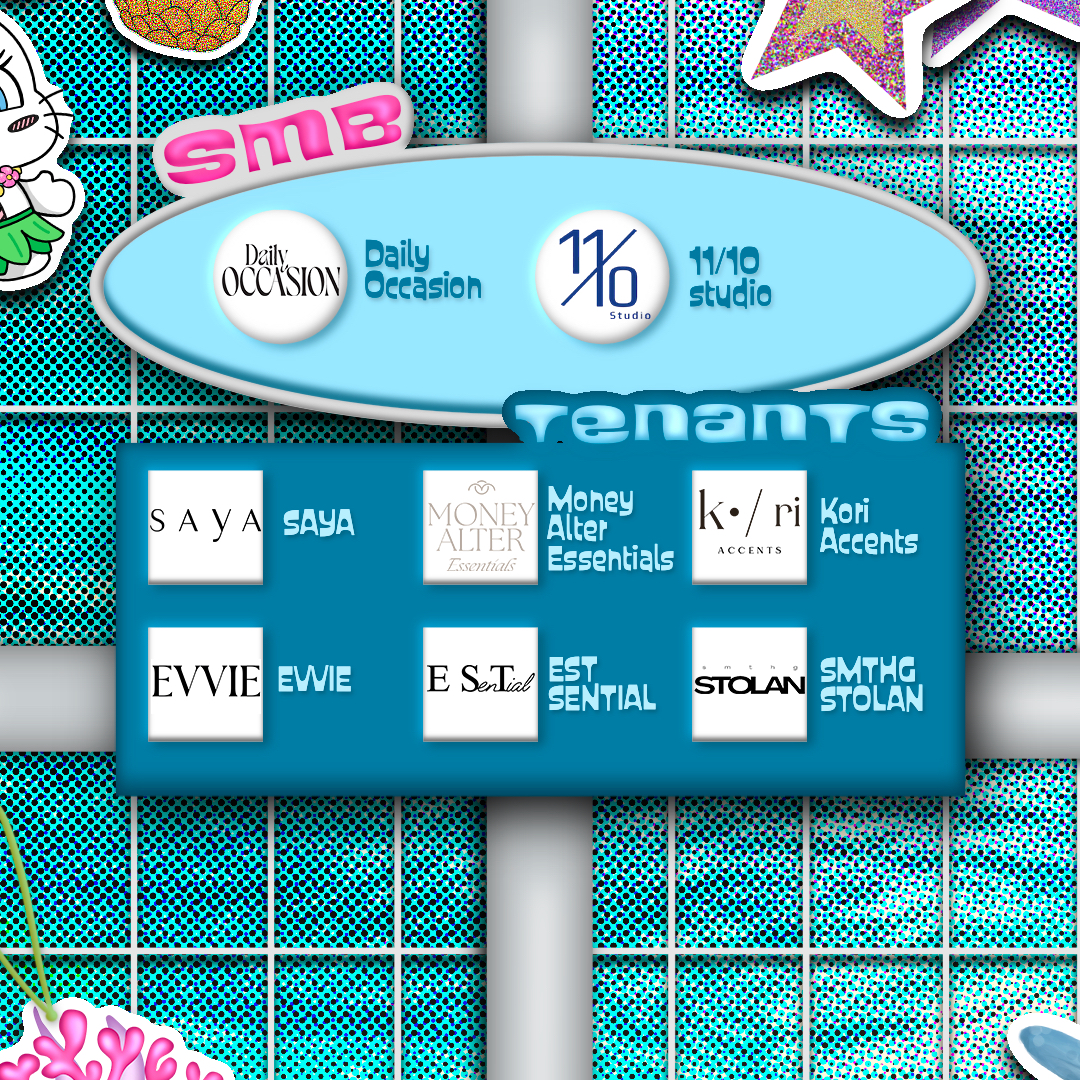 SMB
Daily
OCCASION
Daily
Occasion
11/10
Studio
11/10
studio
Tenants
SAYA
SAYA
MONEY
ALTER
Essentials
Money
Alter
Essentials
k•/ri
ACCENTS
Kori
Accents
EVVIE
EVVIE
E SenTial
EST
SENTIAL
smthg
STOLAN
SMTHG
STOLAN